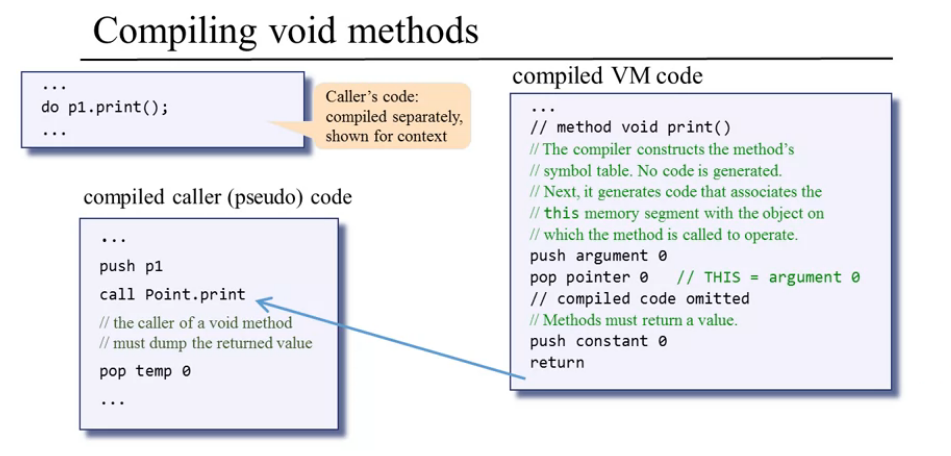 Compiling void methods
...
do p1.print();
...
Caller's code:
compiled separately,
shown for context
compiled caller (pseudo) code
...
push p1
call Point.print
// the caller of a void method
// must dump the returned value
pop temp 0
...
compiled VM code
...
// method void print()
// The compiler constructs the method's
// symbol table. No code is generated.
// Next, it generates code that associates the
// this memory segment with the object on
// which the method is called to operate.
push argument 0
pop pointer 0 // THIS = argument 0
// compiled code omitted
// Methods must return a value.
push constant 0
return